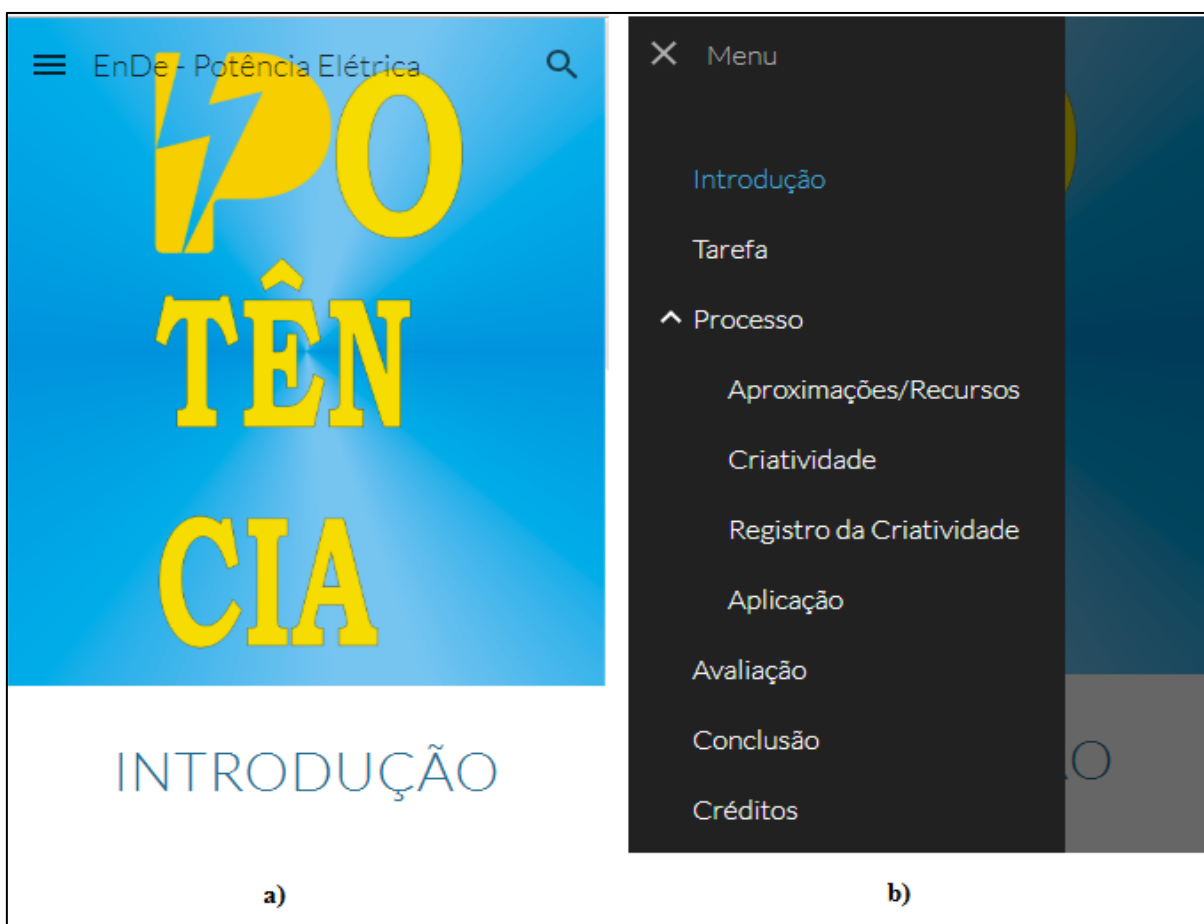 EnDe - Potência Elétrica
PO
TÊN
CIA
INTRODUÇÃO
a)
Menu
Introdução
Tarefa
Processo
Aproximações/Recursos
Criatividade
Registro da Criatividade
Aplicação
Avaliação
Conclusão
Créditos
O
b)